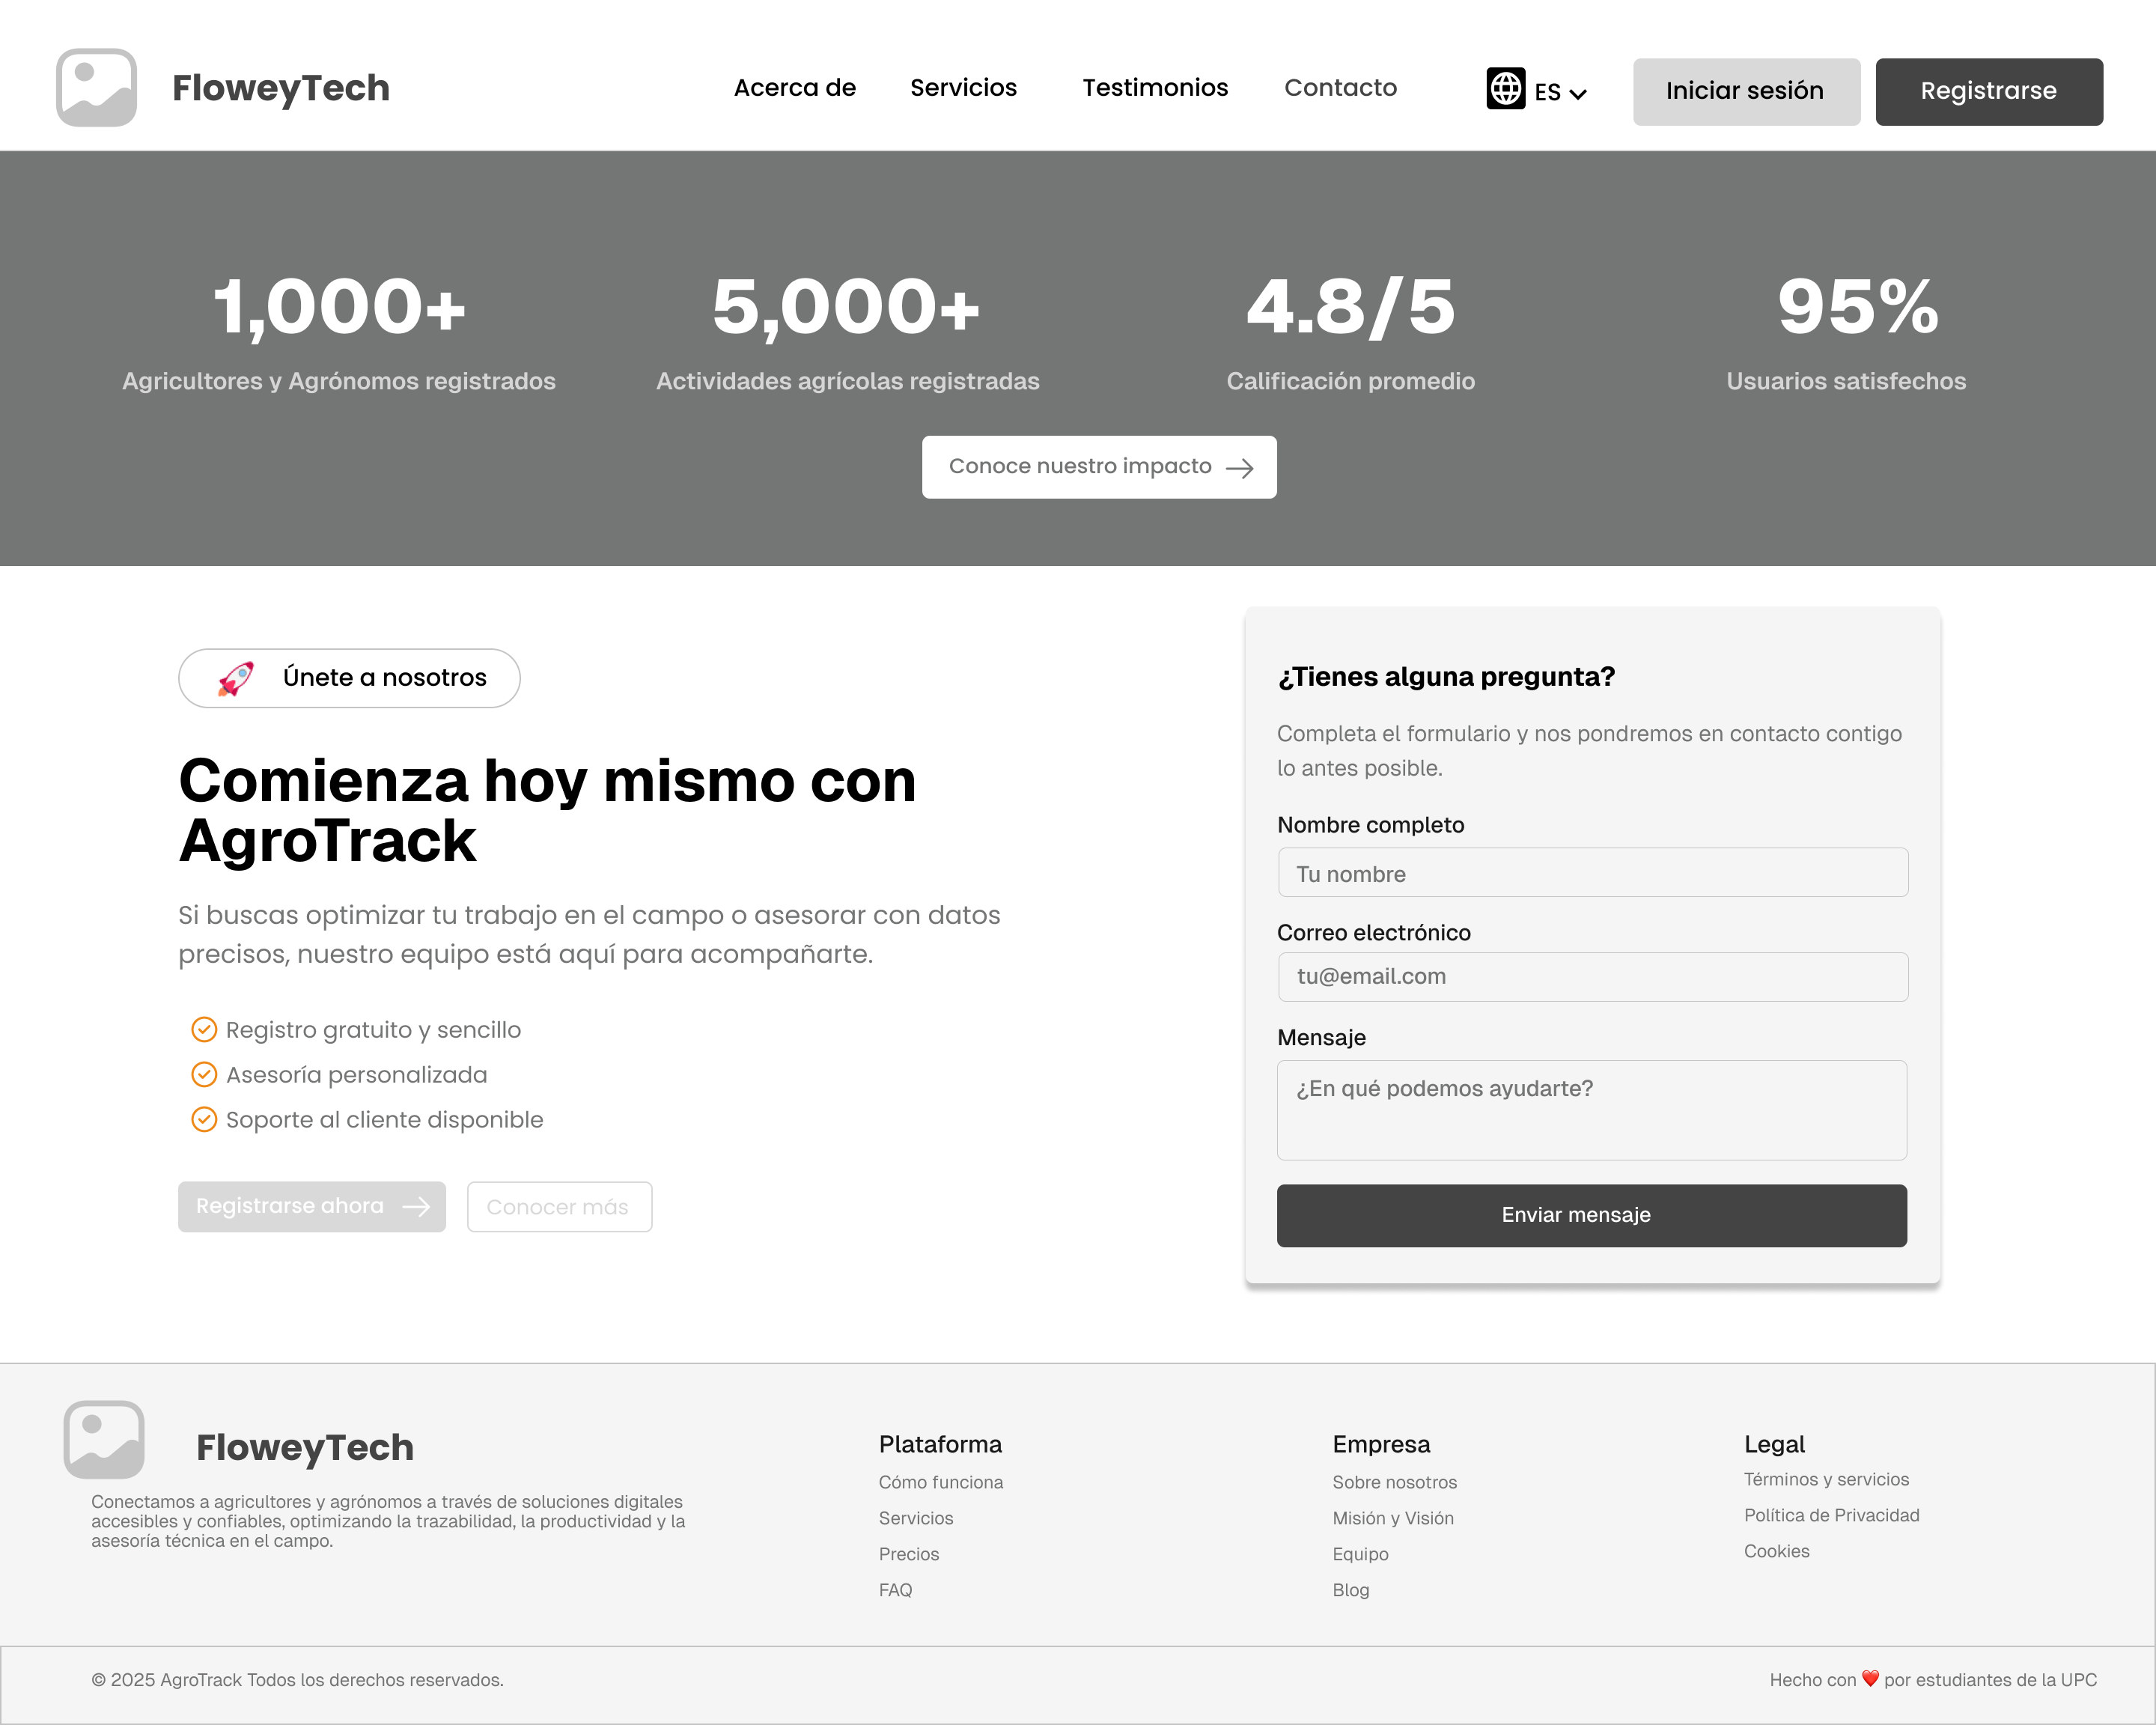 FloweyTech
Acerca de
Servicios
Testimonios
Contacto
ES
Iniciar sesión
Registrarse
1,000+
Agricultores y Agrónomos registrados
5,000+
Actividades agrícolas registradas
4.8/5
Calificación promedio
95%
Usuarios satisfechos
Conoce nuestro impacto
Únete a nosotros
Comienza hoy mismo con
AgroTrack
Si buscas optimizar tu trabajo en el campo o asesorar con datos
precisos, nuestro equipo está aquí para acompañarte.
Registro gratuito y sencillo
Asesoría personalizada
Soporte al cliente disponible
Registrarse ahora
Conocer más
¿Tienes alguna pregunta?
Completa el formulario y nos pondremos en contacto contigo
lo antes posible.
Nombre completo
Tu nombre
Correo electrónico
tu@email.com
Mensaje
¿En qué podemos ayudarte?
Enviar mensaje
FloweyTech
Conectamos a agricultores y agrónomos a través de soluciones digitales
accesibles y confiables, optimizando la trazabilidad, la productividad y la
asesoría técnica en el campo.
Plataforma
Cómo funciona
Servicios
Precios
FAQ
Empresa
Sobre nosotros
Misión y Visión
Equipo
Blog
Legal
Términos y servicios
Política de Privacidad
Cookies
© 2025 AgroTrack Todos los derechos reservados.
Hecho con ❤️ por estudiantes de la UPC